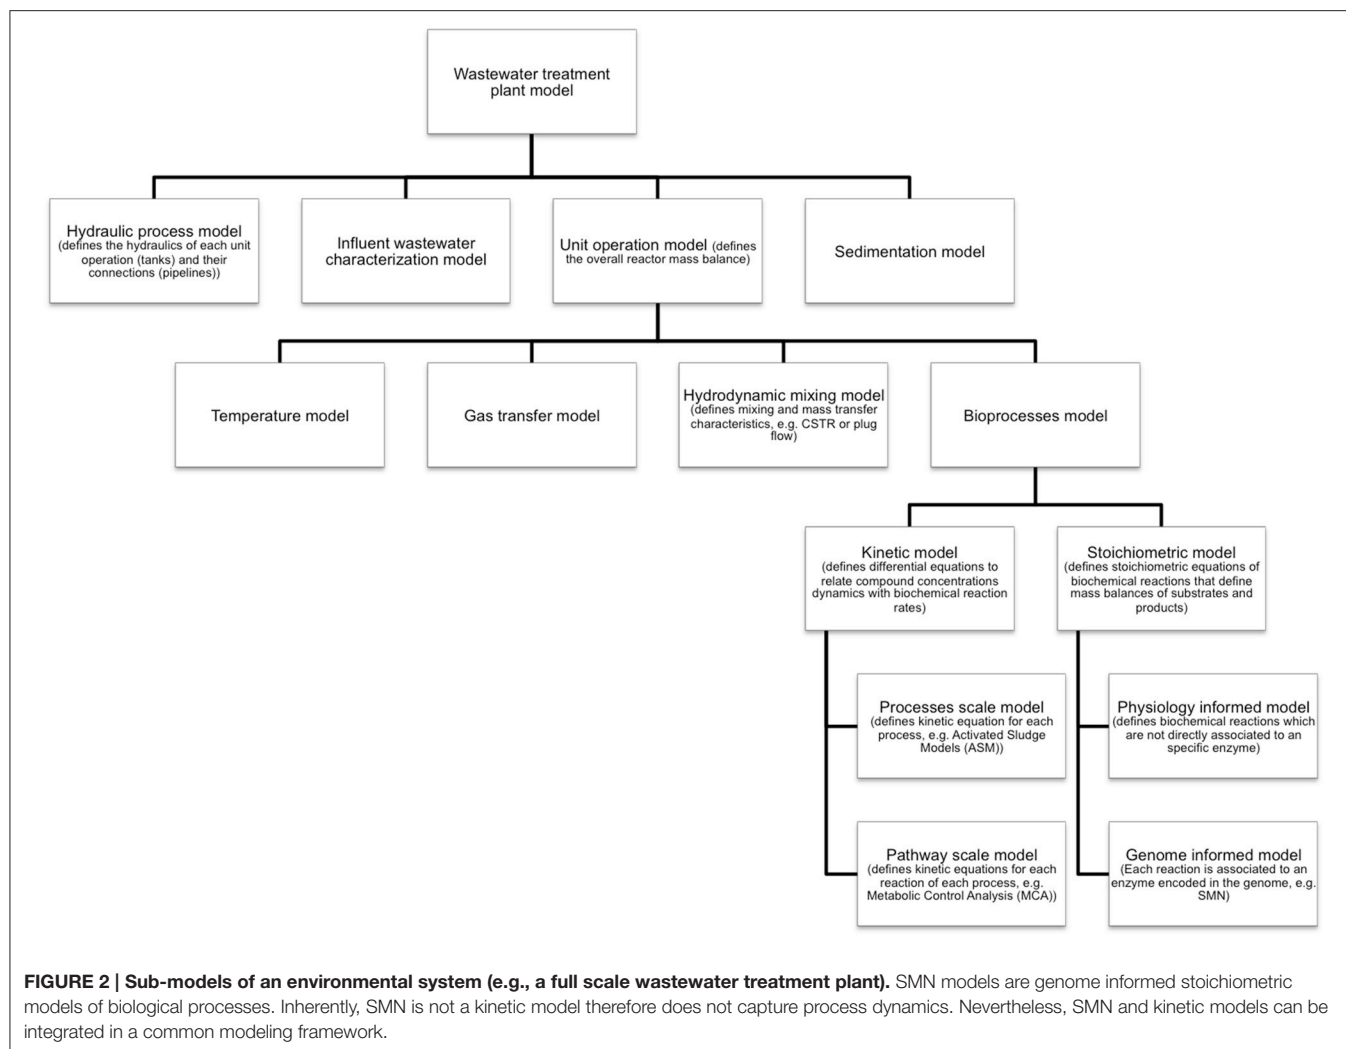 Wastewater treatment
plant model
Hydraulic process model
(defines the hydraulics of each unit
operation (tanks) and their
connections (pipelines))
Influent wastewater
characterization model
Unit operation model (defines
the overall reactor mass balance)
Sedimentation model
Temperature model
Gas transfer model
Hydrodynamic mixing model
(defines mixing and mass transfer
characteristics, e.g. CSTR or plug
flow)
Bioprocesses model
Kinetic model
(defines differential equations to
relate compound concentrations
dynamics with biochemical reaction
rates)
Stoichiometric model
(defines stoichiometric equations of
biochemical reactions that define
mass balances of substrates and
products)
Processes scale model
(defines kinetic equation for each
process, e.g. Activated Sludge
Models (ASM))
Physiology informed model
(defines biochemical reactions which
are not directly associated to an
specific enzyme)
Pathway scale model
(defines kinetic equations for each
reaction of each process, e.g.
Metabolic Control Analysis (MCA))
Genome informed model
(Each reaction is associated to an
enzyme encoded in the genome, e.g.
SMN)
FIGURE 2 | Sub-models of an environmental system (e.g., a full scale wastewater treatment plant). SMN models are genome informed stoichiometric
models of biological processes. Inherently, SMN is not a kinetic model therefore does not capture process dynamics. Nevertheless, SMN and kinetic models can be
integrated in a common modeling framework.